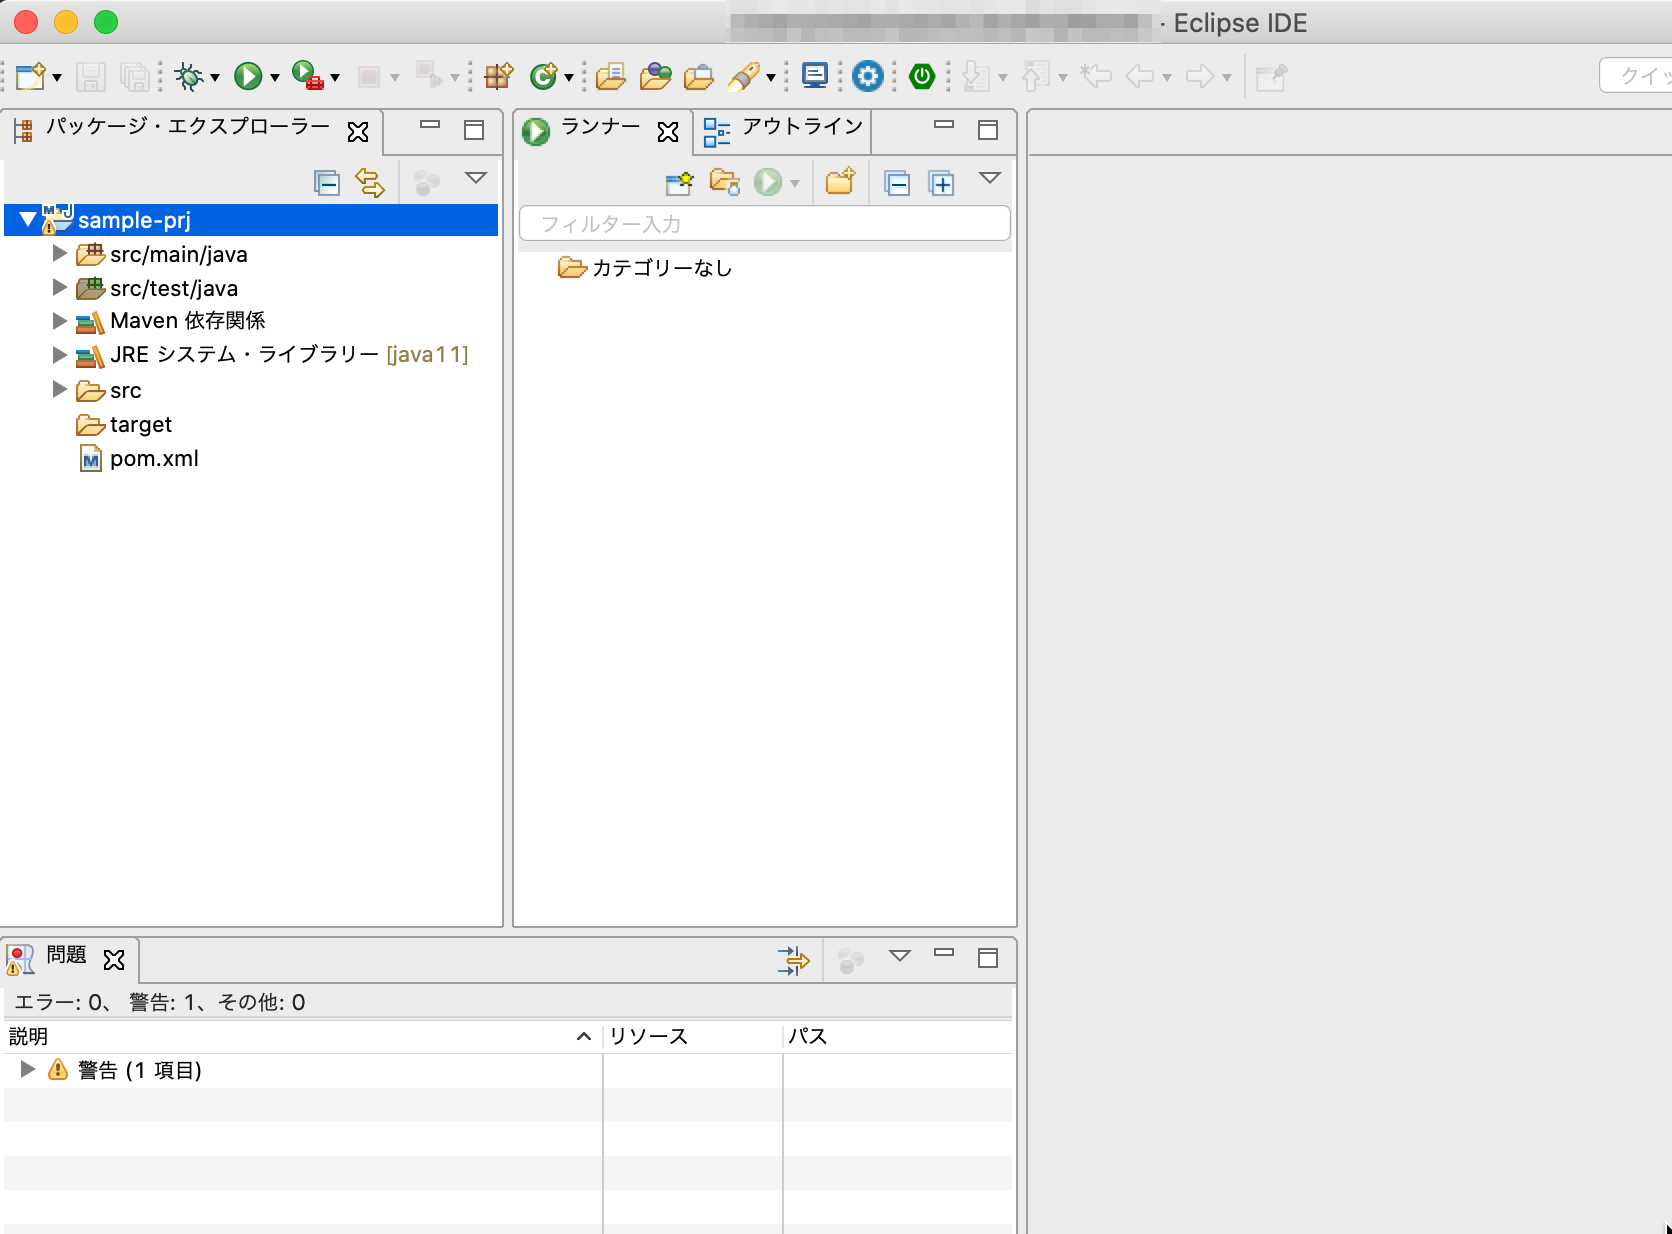 - Eclipse IDE
クイッ
パッケージ・エクスプローラー
sample-prj
src/main/java
src/test/java
Maven 依存関係
JRE システム・ライブラリー [java11]
src
target
pom.xml
ランナー
アウトライン
フィルター入力
カテゴリーなし
問題
エラー: 0、 警告: 1、その他: 0
説明 リソース パス
警告 (1 項目)